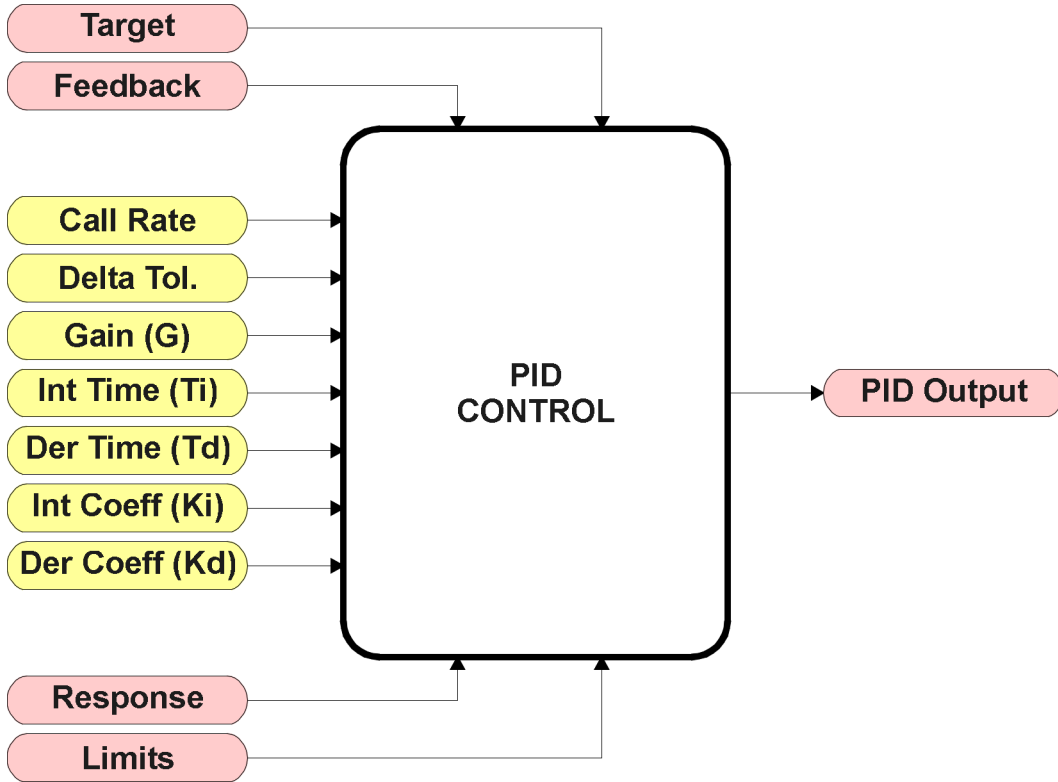 Target
Feedback
Call Rate
Delta Tol.
Gain (G)
Int Time (Ti)
Der Time (Td)
Int Coeff (Ki)
Der Coeff (Kd)
PID
CONTROL
PID Output
Response
Limits